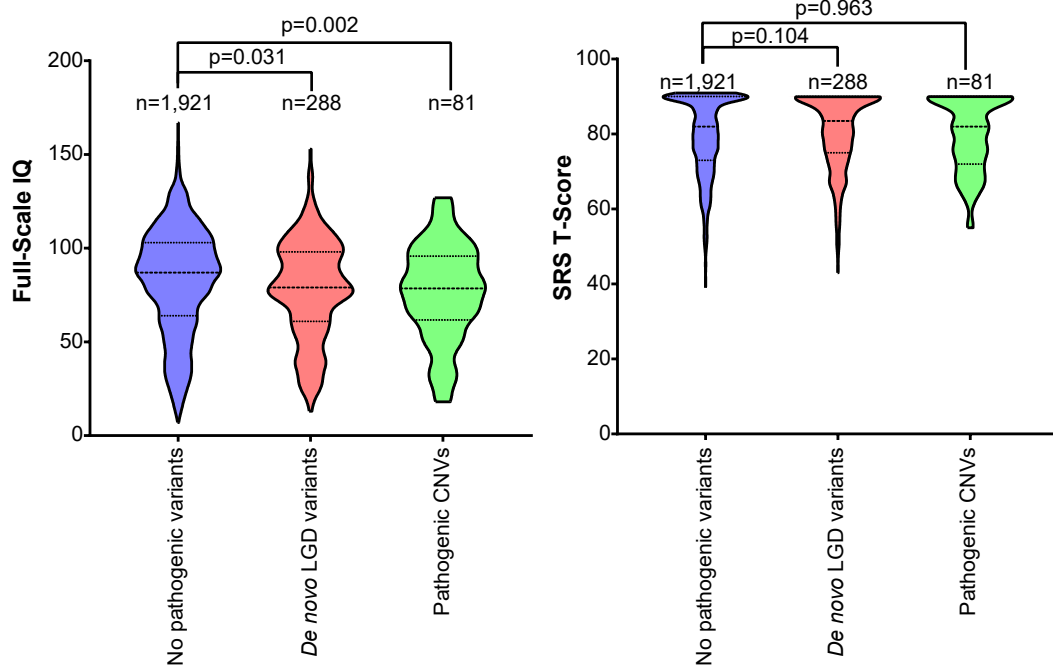 p=0.002
p=0.031
n=1,921 n=288 n=81
200
150
100
50
0
Full-Scale IQ
No pathogenic variants
De novo LGD variants
Pathogenic CNVs
p=0.963
p=0.104
n=1,921 n=288 n=81
100
80
60
40
20
0
SRS T-Score
No pathogenic variants
De novo LGD variants
Pathogenic CNVs